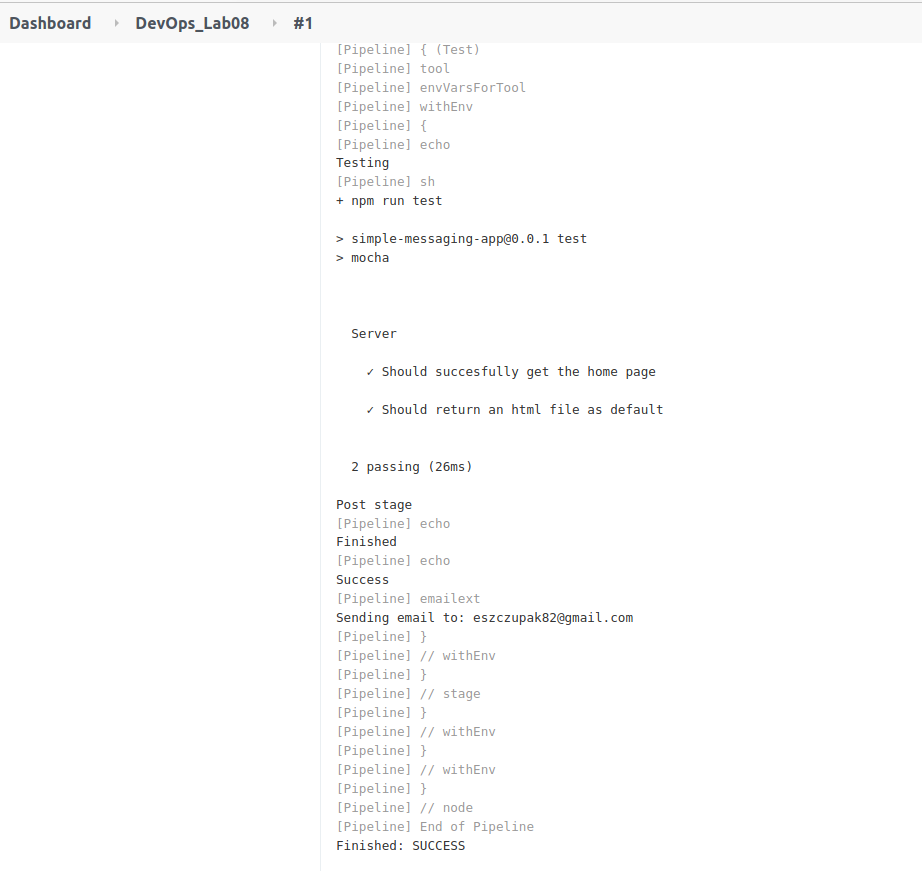 Dashboard DevOps_Lab08 #1
[Pipeline] { (Test)
[Pipeline] tool
[Pipeline] envVarsForTool
[Pipeline] withEnv
[Pipeline] {
[Pipeline] echo
Testing
[Pipeline] sh
+ npm run test
> simple-messaging-app@0.0.1 test
> mocha
Server
✓ Should succesfully get the home page
✓ Should return an html file as default
2 passing (26ms)
Post stage
[Pipeline] echo
Finished
[Pipeline] echo
Success
[Pipeline] emailext
Sending email to: eszczupak82@gmail.com
[Pipeline] }
[Pipeline] // withEnv
[Pipeline] }
[Pipeline] // stage
[Pipeline] }
[Pipeline] // withEnv
[Pipeline] }
[Pipeline] // withEnv
[Pipeline] }
[Pipeline] // node
[Pipeline] End of Pipeline
Finished: SUCCESS